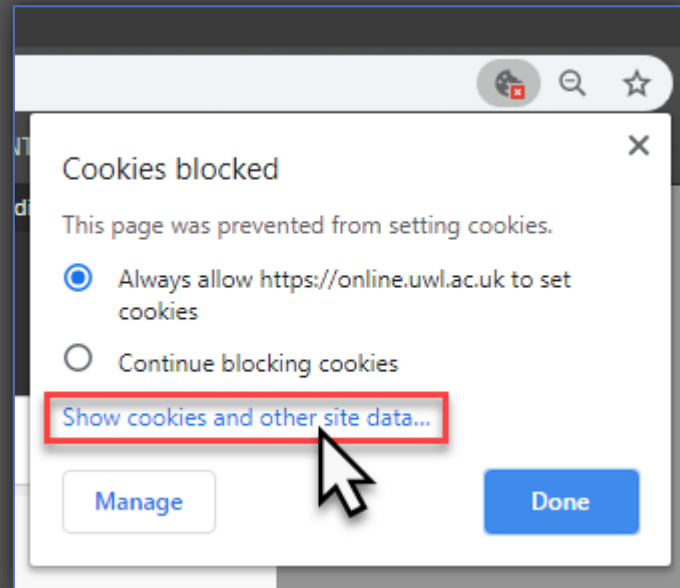 Cookies blocked
This page was prevented from setting cookies.
Always allow https://online.uwl.ac.uk to set
cookies
Continue blocking cookies
Show cookies and other site data...
Manage
Done